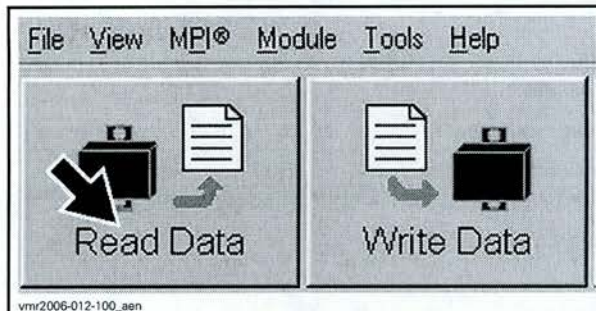 File View MPI® Module Tools Help
Read Data Write Data
vmr2006-012-100_aen